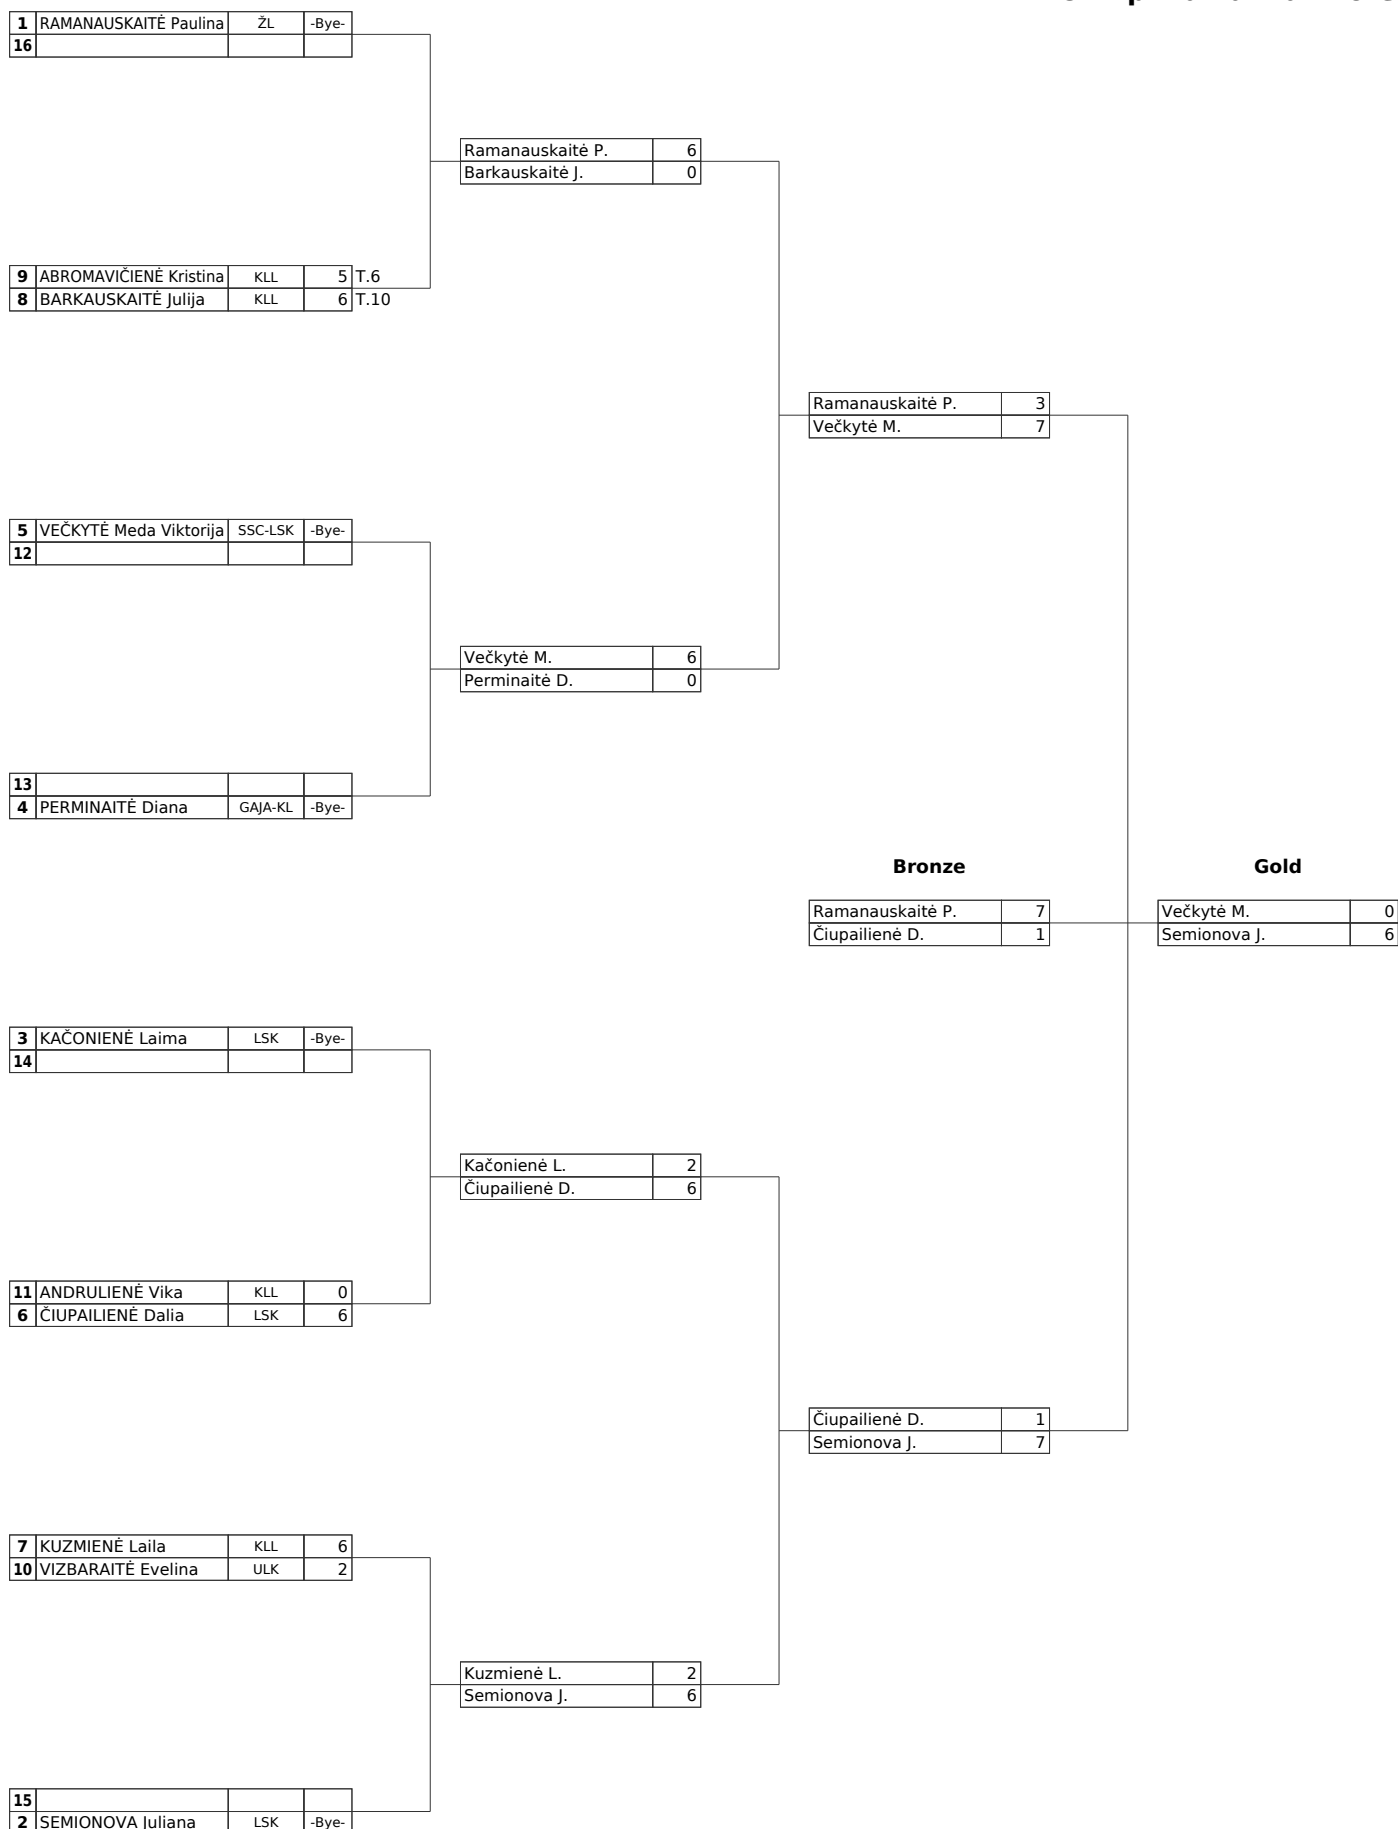 1 RAMANAUSKAITĖ Paulina ŽL -Bye-
16
Ramanauskaitė P. 6
Barkauskaitė J. 0
9 ABROMAVIČIENĖ Kristina KLL 5 T.6
8 BARKAUSKAITĖ Julija KLL 6 T.10
Ramanauskaitė P. 3
Večkytė M. 7
5 VEČKYTĖ Meda Viktorija SSC-LSK -Bye-
12
Večkytė M. 6
Perminaitė D. 0
13
4 PERMINAITĖ Diana GAJA-KL -Bye-
Bronze Gold
Ramanauskaitė P. 7 Večkytė M. 0
Čiupailienė D. 1 Semionova J. 6
3 KAČONIENĖ Laima LSK -Bye-
14
Kačonienė L. 2
Čiupailienė D. 6
11 ANDRULIENĖ Vika KLL 0
6 ČIUPAILIENĖ Dalia LSK 6
Čiupailienė D. 1
Semionova J. 7
7 KUZMIENĖ Laila KLL 6
10 VIZBARAITĖ Evelina ULK 2
Kuzmienė L. 2
Semionova J. 6
15
2 SEMIONOVA Juliana LSK -Bye-